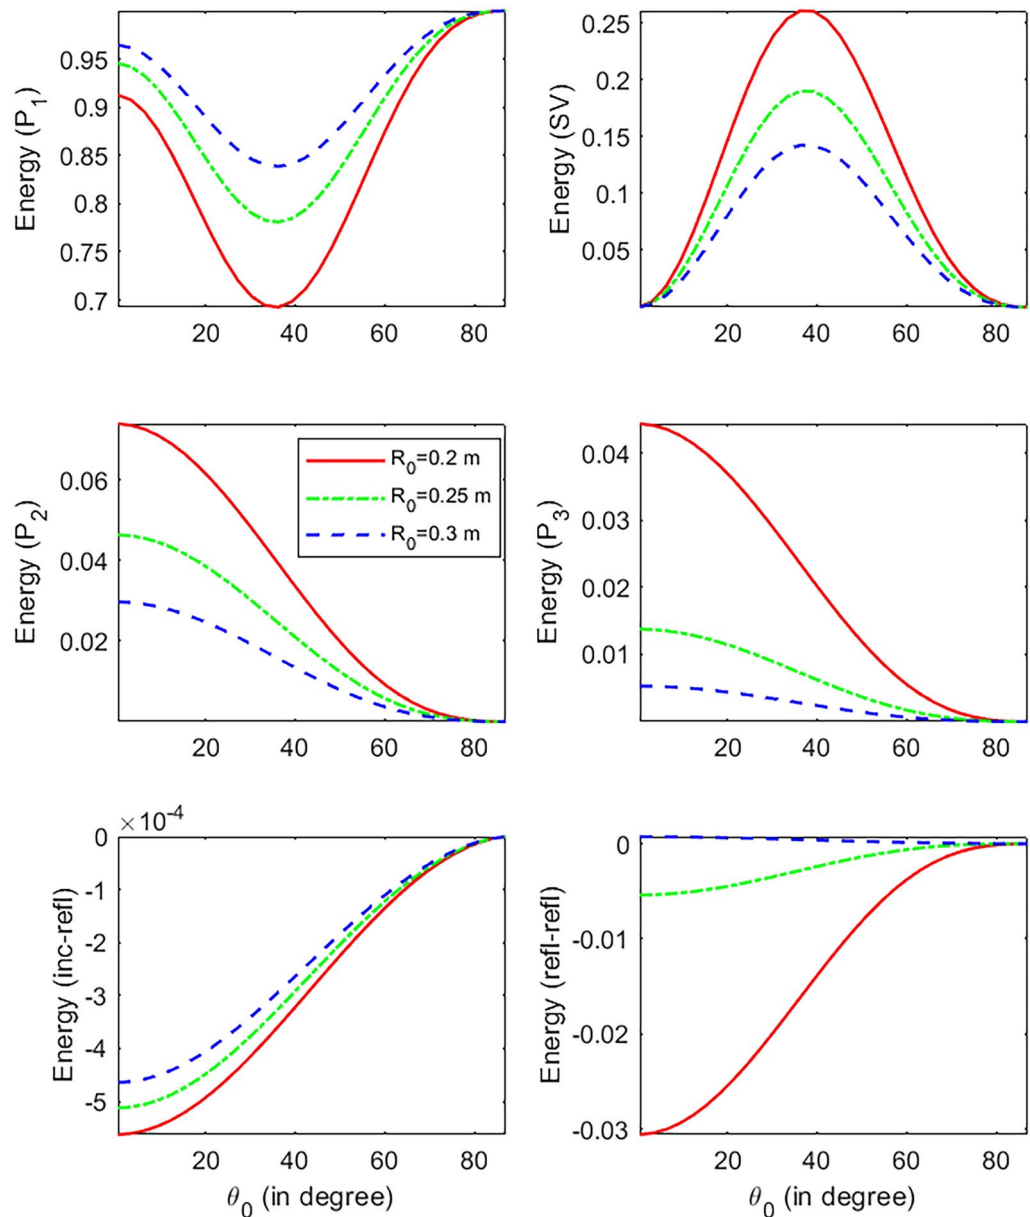 Energy (P1)
0.95
0.9
0.85
0.8
0.75
0.7
20 40 60 80
Energy (SV)
0.25
0.2
0.15
0.1
0.05
20 40 60 80
Energy (P2)
0.06
0.04
0.02
20 40 60 80
R0=0.2 m
R0=0.25 m
R0=0.3 m
Energy (P3)
0.04
0.03
0.02
0.01
20 40 60 80
×10-4
Energy (inc-refl)
0
-1
-2
-3
-4
-5
20 40 60 80
θ0 (in degree)
Energy (refl-refl)
0
-0.01
-0.02
-0.03
20 40 60 80
θ0 (in degree)